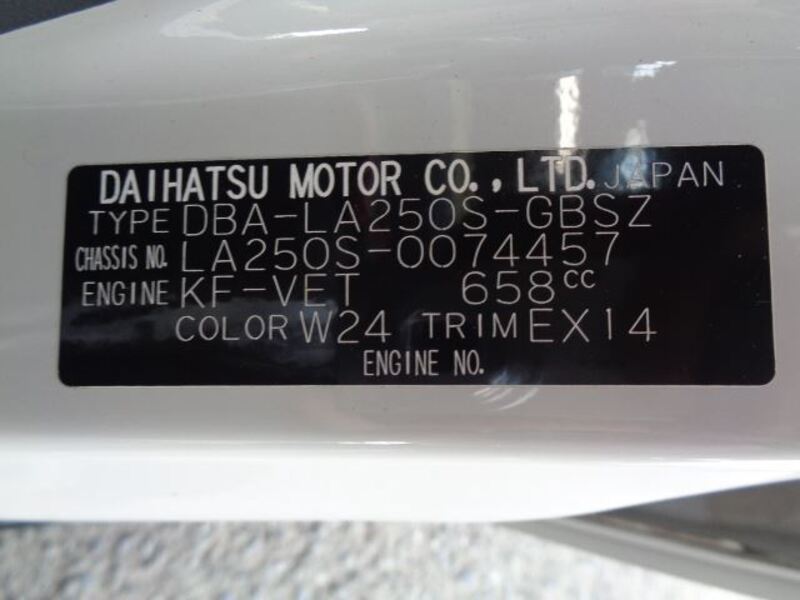 DAIHATSU MOTOR CO., LTD. JAPAN
TYPE DBA-LA250S-GBSZ
CHASSIS NO. LA250S-0074457
ENGINE KF-VET 658cc
COLOR W24 TRIM EX14
ENGINE NO.